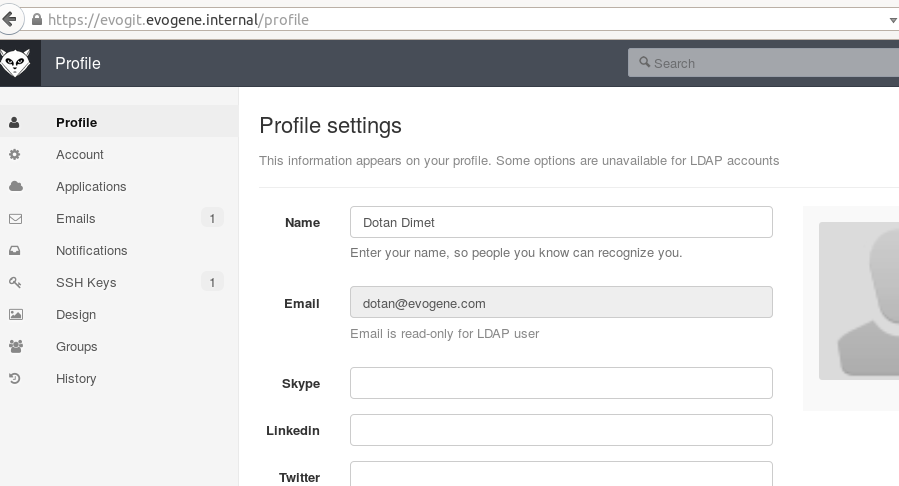 https://evogit.evogene.internal/profile
Profile
Search
Profile
Account
Applications
Emails 1
Notifications
SSH Keys 1
Design
Groups
History
Profile settings
This information appears on your profile. Some options are unavailable for LDAP accounts
Name Dotan Dimet
Enter your name, so people you know can recognize you.
Email dotan@evogene.com
Email is read-only for LDAP user
Skype
Linkedin
Twitter